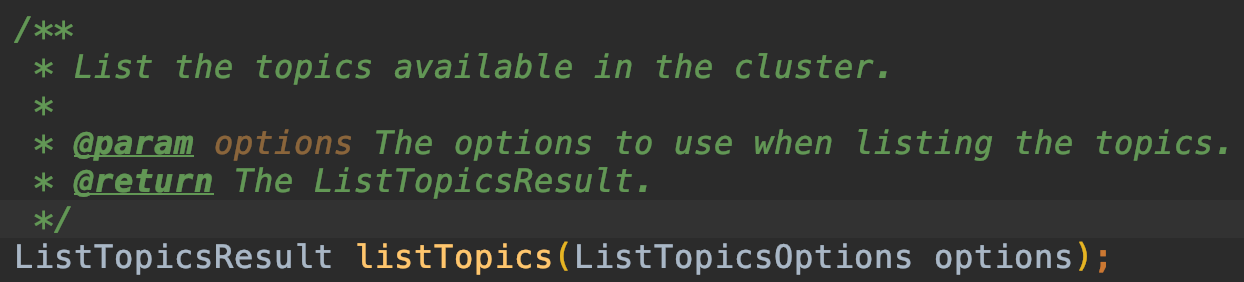 /**
 * List the topics available in the cluster.
 *
 * @param options The options to use when listing the topics.
 * @return The ListTopicsResult.
 */
ListTopicsResult listTopics(ListTopicsOptions options);